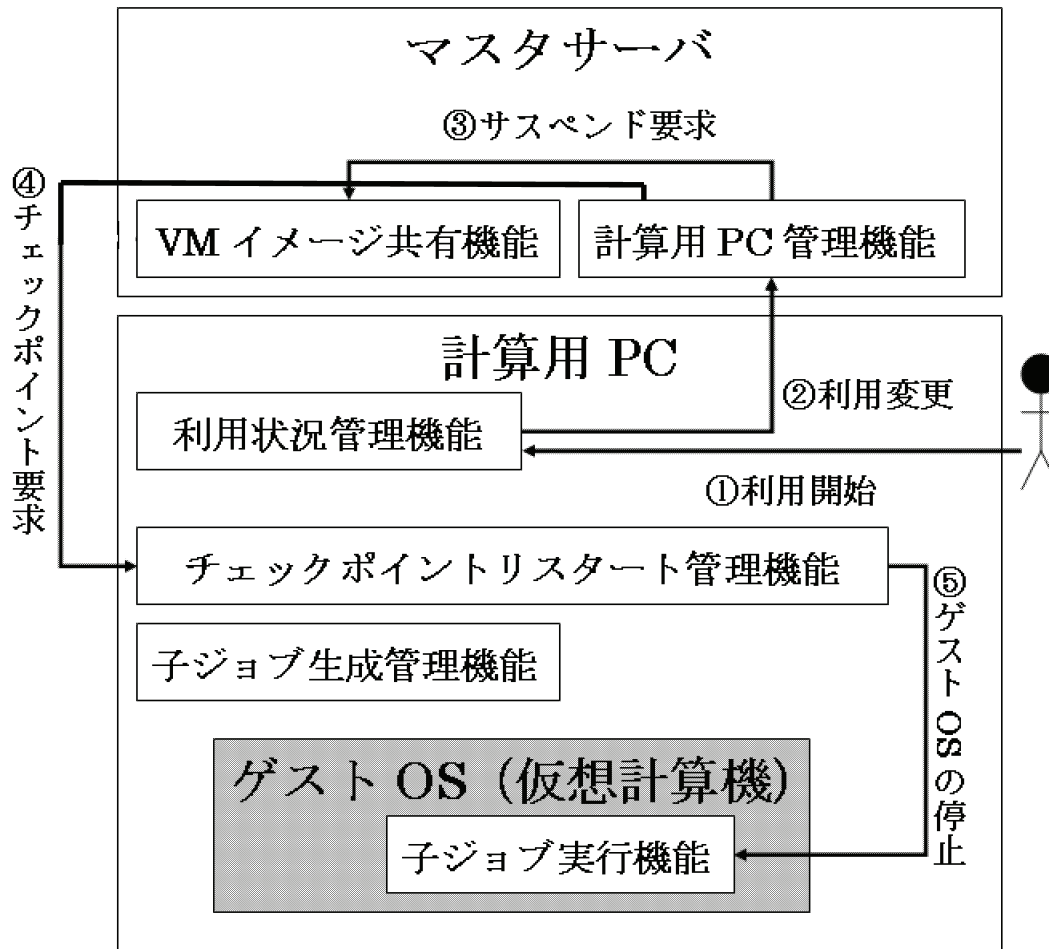 マスタサーバ
③サスペンド要求
④チェックポイント要求
VM イメージ共有機能
計算用 PC 管理機能
計算用 PC
②利用変更
利用状況管理機能
①利用開始
チェックポイントリスタート管理機能
⑤ゲスト OS の停止
子ジョブ生成管理機能
ゲスト OS (仮想計算機)
子ジョブ実行機能